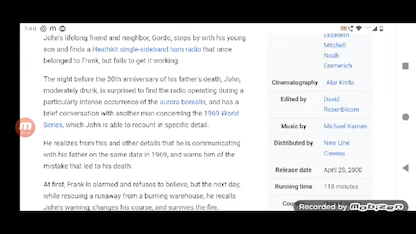 7:46
John's lifelong friend and neighbor, Gordo, stops by with his young
son and finds a Heathkit single-sideband ham radio that once
belonged to Frank, but fails to get it working.
The night before the 30th anniversary of his father's death, John,
moderately drunk, is surprised to find the radio operating during a
particularly intense occurrence of the aurora borealis, and has a
brief conversation with another man concerning the 1969 World
Series, which John is able to recount in specific detail.
He realizes from this and other details that he is communicating
with his father on the same date in 1969, and warns him of the
mistake that led to his death.
At first, Frank is alarmed and refuses to believe, but the next day,
while rescuing a runaway from a burning warehouse, he recalls
John's warning, changes his course, and survives the fire.
Elizabeth
Mitchell
Noah
Emmerich
Cinematography Alar Kivilo
Edited by David
Rosenbloom
Music by Michael Kamen
Distributed by New Line
Cinema
Release date April 28, 2000
Running time 118 minutes
Recorded by Mobizen